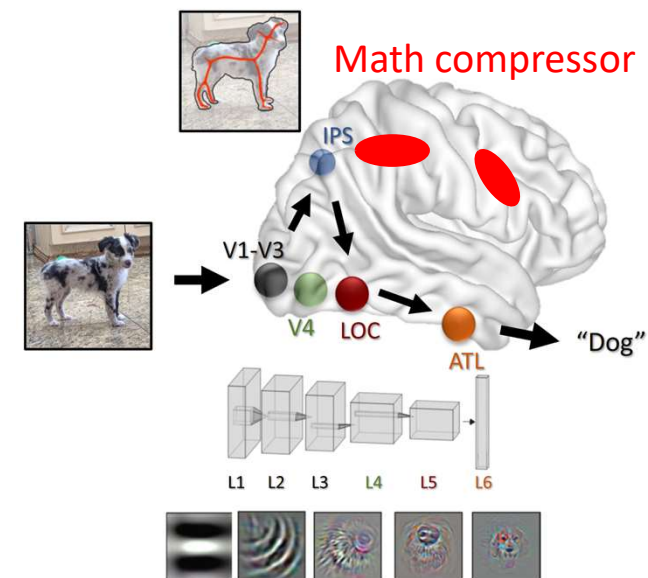 Math compressor
IPS
V1-V3
V4
LOC
ATL
“Dog”
L1 L2 L3 L4 L5 L6